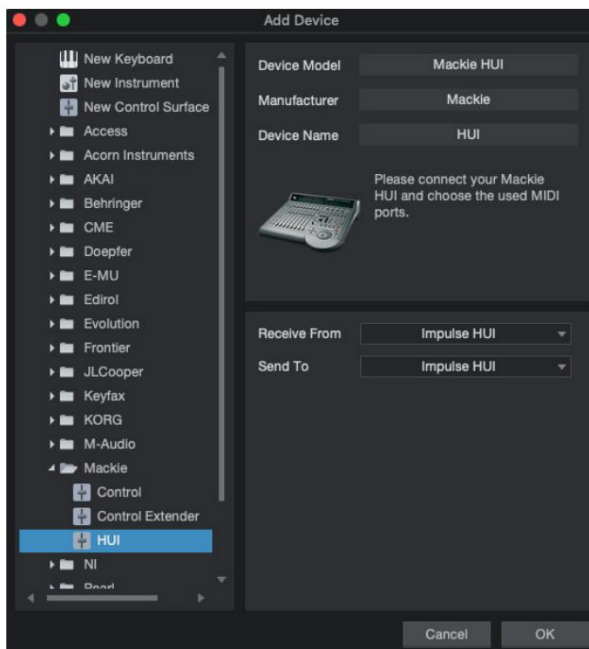 Add Device
New Keyboard
New Instrument
New Control Surface
Access
Acorn Instruments
AKAI
Behringer
CME
Doepfer
E-MU
Edirol
Evolution
Frontier
JLCooper
Keyfax
KORG
M-Audio
Mackie
Control
Control Extender
HUI
NI
Pearl
Device Model
Mackie HUI
Manufacturer
Mackie
Device Name
HUI
Please connect your Mackie
HUI and choose the used MIDI
ports.
Receive From
Impulse HUI
Send To
Impulse HUI
Cancel
OK